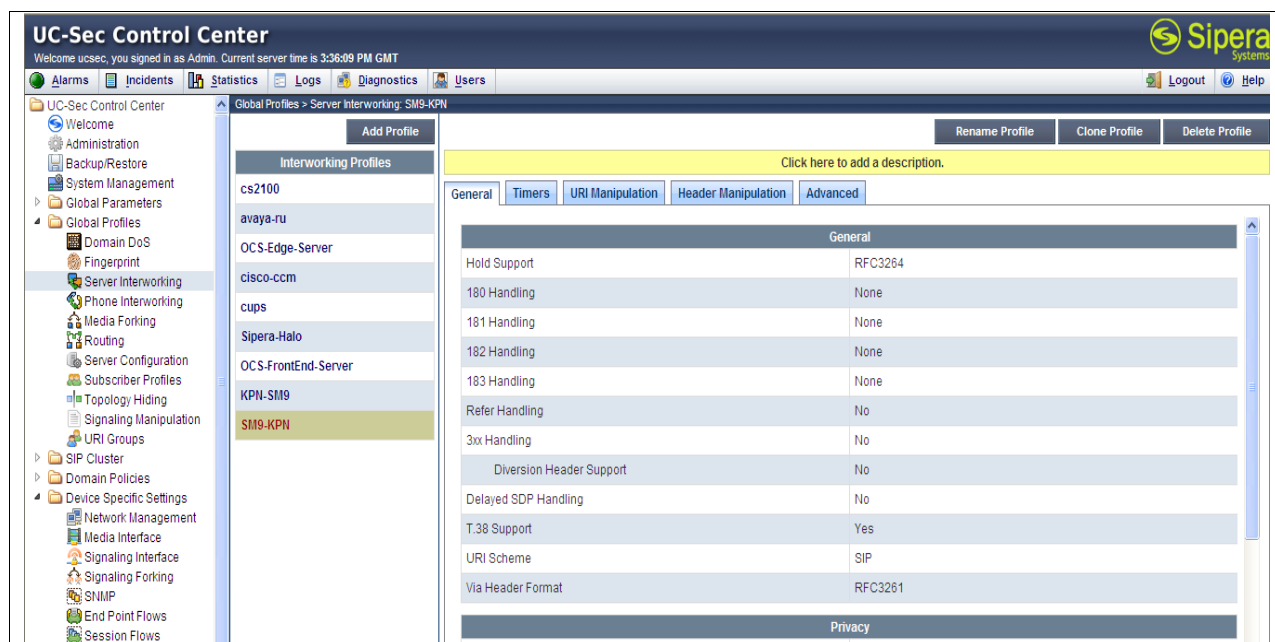 UC-Sec Control Center
Welcome ucsec, you signed in as Admin. Current server time is 3:36:09 PM GMT
Sipera
Systems
Alarms Incidents Statistics Logs Diagnostics Users Logout Help
UC-Sec Control Center
Welcome
Administration
Backup/Restore
System Management
Global Parameters
Global Profiles
Domain DoS
Fingerprint
Server Interworking
Phone Interworking
Media Forking
Routing
Server Configuration
Subscriber Profiles
Topology Hiding
Signaling Manipulation
URI Groups
SIP Cluster
Domain Policies
Device Specific Settings
Network Management
Media Interface
Signaling Interface
Signaling Forking
SNMP
End Point Flows
Session Flows
Global Profiles > Server Interworking: SM9-KPN
Add Profile
Interworking Profiles
cs2100
avaya-ru
OCS-Edge-Server
cisco-ccm
cups
Sipera-Halo
OCS-FrontEnd-Server
KPN-SM9
SM9-KPN
Rename Profile Clone Profile Delete Profile
Click here to add a description.
General Timers URI Manipulation Header Manipulation Advanced
General
Hold Support RFC3264
180 Handling None
181 Handling None
182 Handling None
183 Handling None
Refer Handling No
3xx Handling No
Diversion Header Support No
Delayed SDP Handling No
T.38 Support Yes
URI Scheme SIP
Via Header Format RFC3261
Privacy